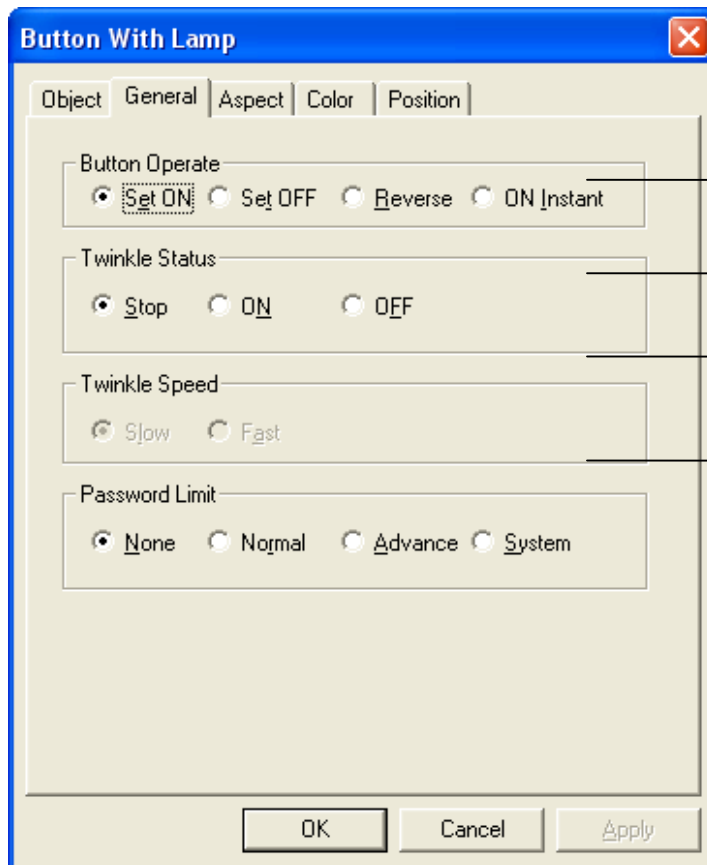 Button With Lamp
Object General Aspect Color Position
Button Operate
Set ON Set OFF Reverse ON Instant
Twinkle Status
Stop ON OFF
Twinkle Speed
Slow Fast
Password Limit
None Normal Advance System
OK Cancel Apply